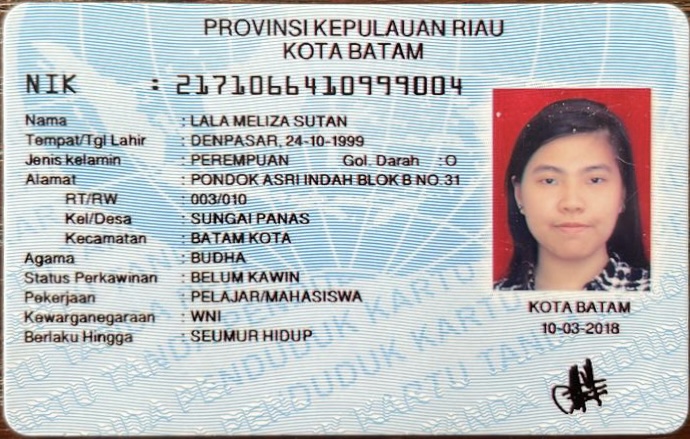 PROVINSI KEPULAUAN RIAU
KOTA BATAM
NIK : 2171066410999004
Nama : LALA MELIZA SUTAN
Tempat/Tgl Lahir : DENPASAR, 24-10-1999
Jenis kelamin : PEREMPUAN Gol. Darah : O
Alamat : PONDOK ASRI INDAH BLOK B NO.31
RT/RW : 003/010
Kel/Desa : SUNGAI PANAS
Kecamatan : BATAM KOTA
Agama : BUDHA
Status Perkawinan : BELUM KAWIN
Pekerjaan : PELAJAR/MAHASISWA
Kewarganegaraan : WNI
Berlaku Hingga : SEUMUR HIDUP
KOTA BATAM
10-03-2018
KARTU TANDA PENDUDUK KARTU TANDA PENDUDUK